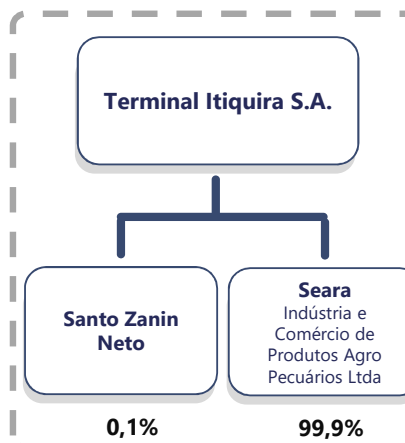 Terminal Itiquira S.A.
Santo Zanin
Neto
Seara
Indústria e
Comércio de
Produtos Agro
Pecuários Ltda
0,1%
99,9%